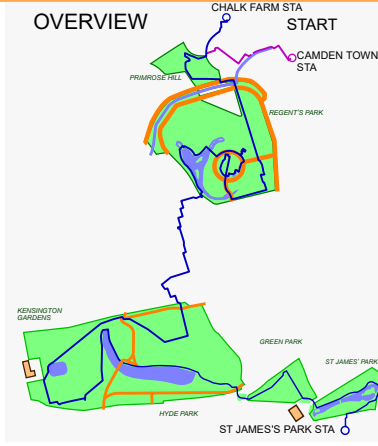 OVERVIEW
CHALK FARM STA
START
CAMDEN TOWN
STA
PRIMROSE HILL
REGENT'S PARK
KENSINGTON
GARDENS
GREEN PARK
ST JAMES' PARK
HYDE PARK
ST JAMES'S PARK STA